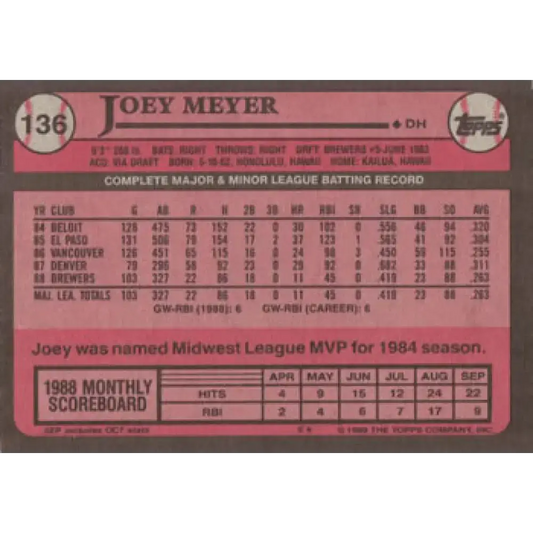 136
JOEY MEYER
♦ DH
Topps®
6'3" 260 lb BATS: RIGHT THROWS: RIGHT DRFT: BREWERS #5-JUNE 1983
ACQ: VIA DRAFT BORN: 5-10-62, HONOLULU, HAWAII HOME: KAILUA, HAWAII
COMPLETE MAJOR & MINOR LEAGUE BATTING RECORD
YR CLUB G AB R H 2B 3B HR RBI SB SLG BB SO AVG
84 BELOIT 126 475 73 152 22 0 30 102 0 .556 46 94 .320
85 EL PASO 131 506 79 154 17 2 37 123 0 .565 41 92 .304
86 VANCOUVER 126 451 65 115 16 0 24 98 3 .450 59 115 .255
87 DENVER 79 296 58 92 23 0 29 92 0 .682 33 88 .311
88 BREWERS 103 327 22 86 18 0 11 45 0 .419 23 88 .263
MAJ. LEA. TOTALS 103 327 22 86 18 0 11 45 0 .419 23 88 .263
GW-RBI (1988): 6 GW-RBI (CAREER): 6
Joey was named Midwest League MVP for 1984 season.
1988 MONTHLY SCOREBOARD
APR MAY JUN JUL AUG SEP
HITS 4 9 15 12 24 22
RBI 2 4 6 7 17 9
SEP includes OCT stats
© 1989 THE TOPPS COMPANY, INC.